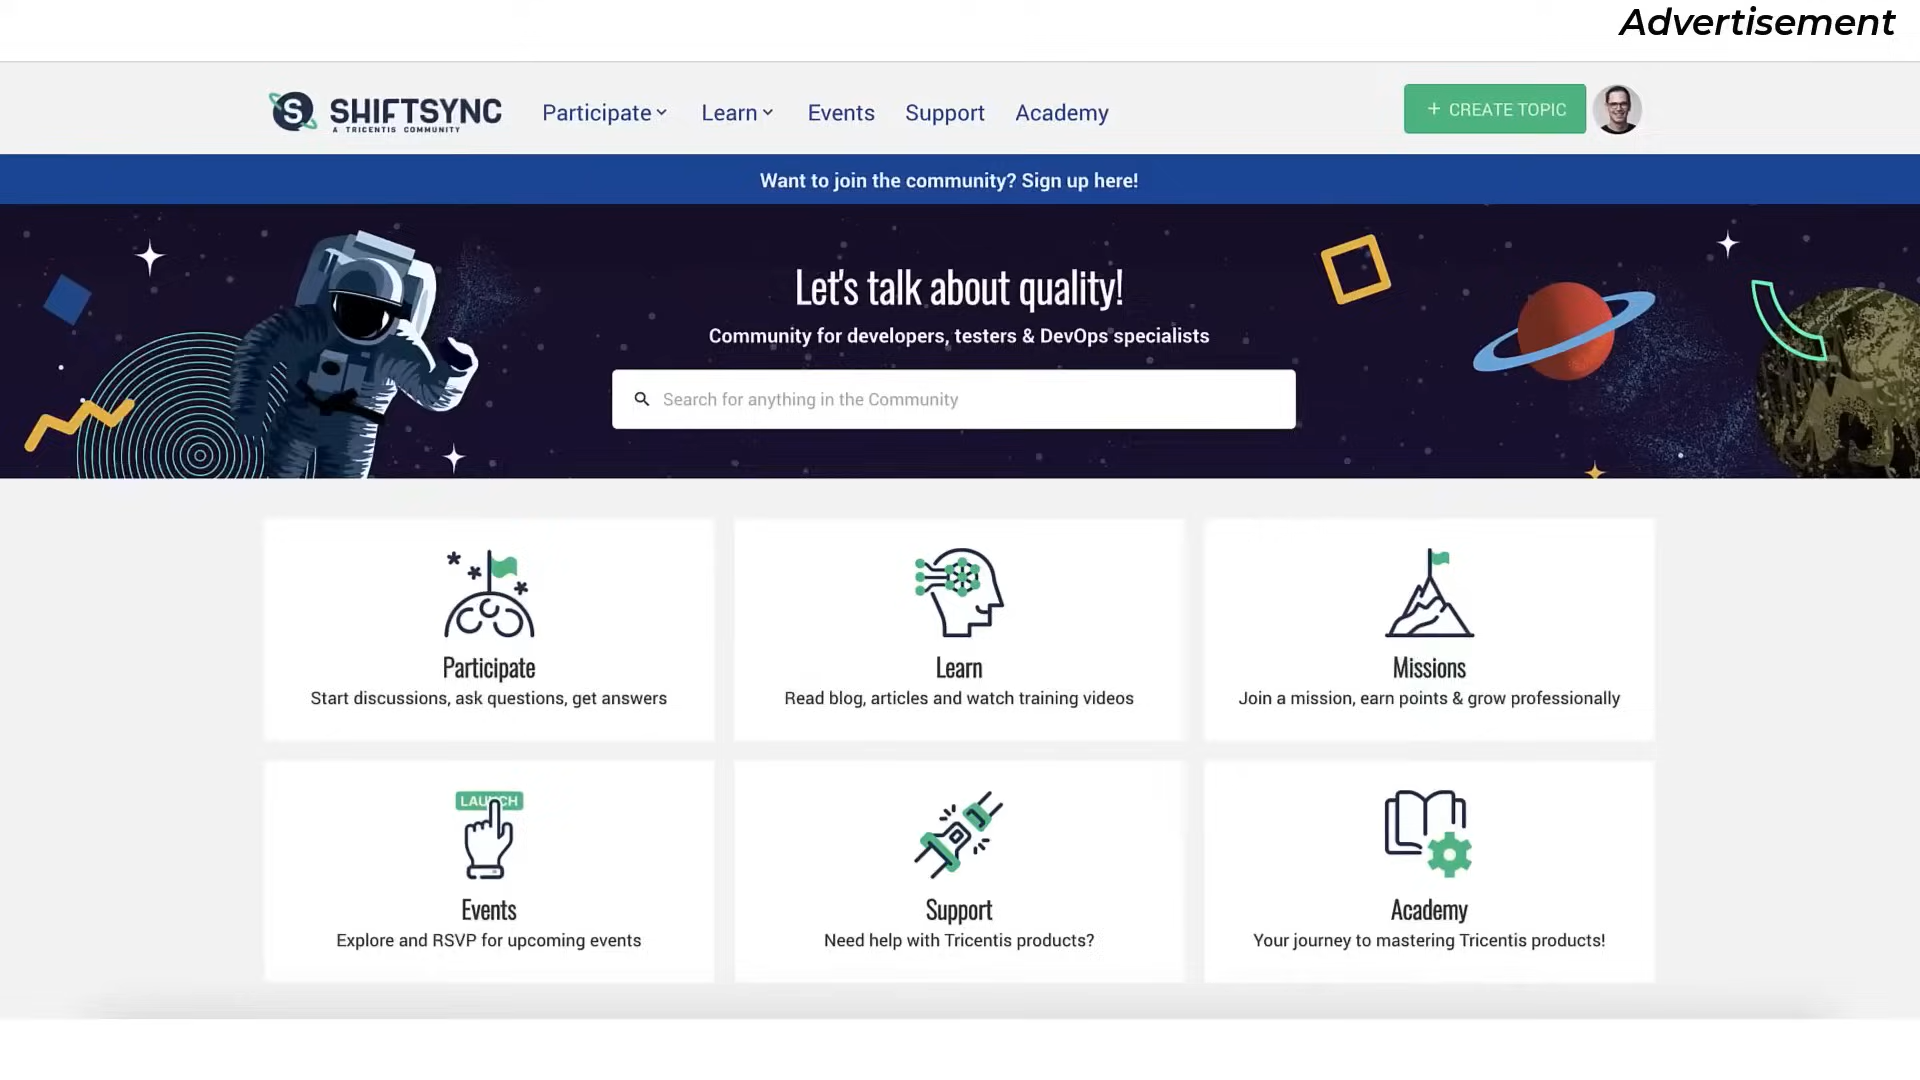 Advertisement
SHIFTSYNC
A TRICENTIS COMMUNITY
Participate
Learn
Events
Support
Academy
+ CREATE TOPIC
Want to join the community? Sign up here!
Let's talk about quality!
Community for developers, testers & DevOps specialists
Search for anything in the Community
Participate
Start discussions, ask questions, get answers
Learn
Read blog, articles and watch training videos
Missions
Join a mission, earn points & grow professionally
LAUNCH
Events
Explore and RSVP for upcoming events
Support
Need help with Tricentis products?
Academy
Your journey to mastering Tricentis products!